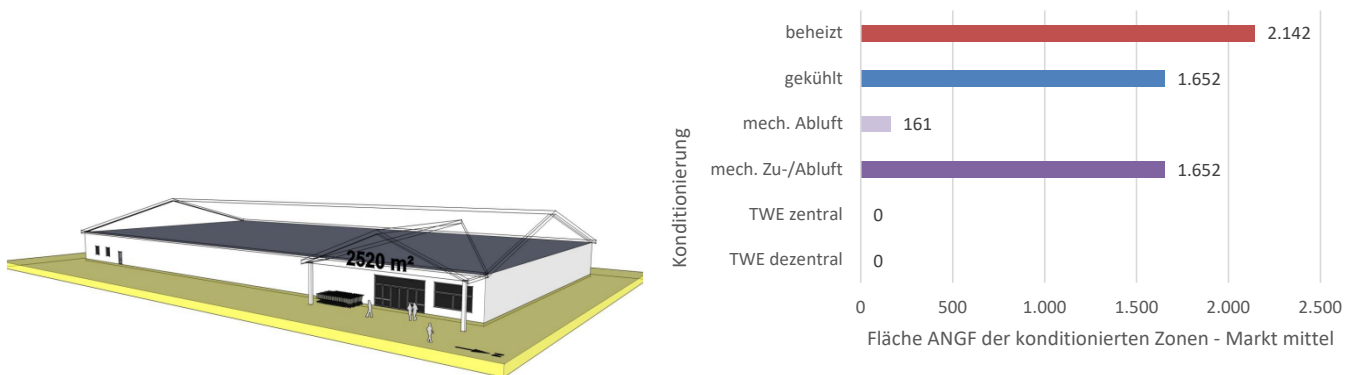 2520 m²
Konditionierung
beheizt
2.142
gekühlt
1.652
mech. Abluft
161
mech. Zu-/Abluft
1.652
TWE zentral
0
TWE dezentral
0
0
500
1.000
1.500
2.000
2.500
Fläche ANGF der konditionierten Zonen - Markt mittel